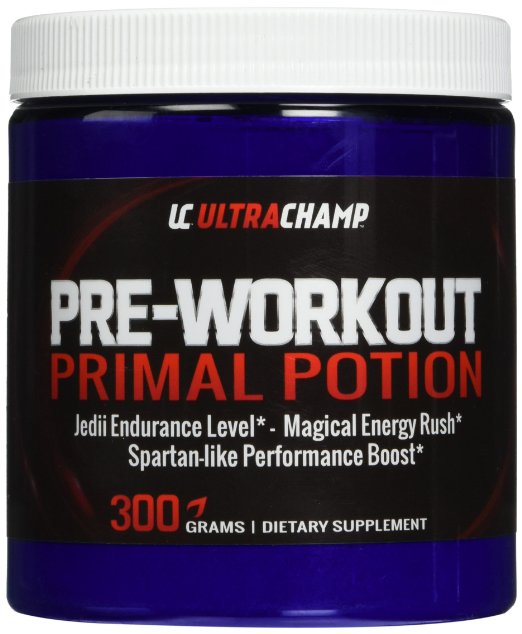 UC ULTRACHAMP™
PRE-WORKOUT
PRIMAL POTION
Jedii Endurance Level* - Magical Energy Rush*
Spartan-like Performance Boost*
300 GRAMS | DIETARY SUPPLEMENT